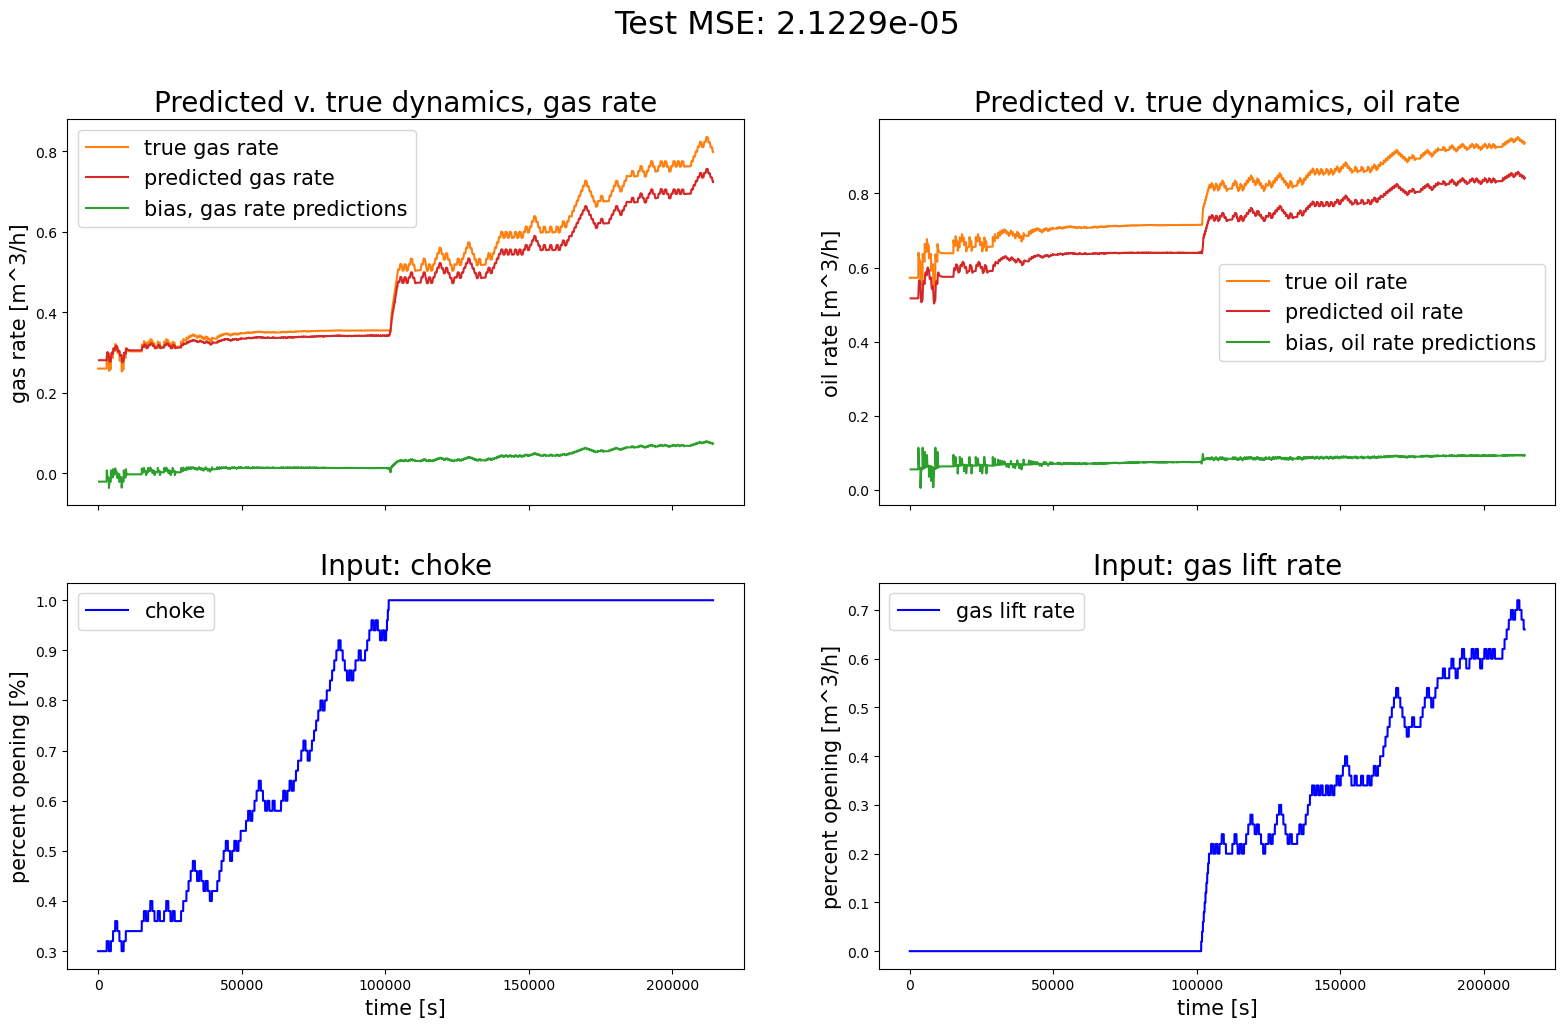 Test MSE: 2.1229e-05
Predicted v. true dynamics, gas rate
true gas rate
predicted gas rate
bias, gas rate predictions
gas rate [m^3/h]
0.8
0.6
0.4
0.2
0.0
Predicted v. true dynamics, oil rate
true oil rate
predicted oil rate
bias, oil rate predictions
oil rate [m^3/h]
0.8
0.6
0.4
0.2
0.0
Input: choke
choke
percent opening [%]
1.0
0.9
0.8
0.7
0.6
0.5
0.4
0.3
0
50000
100000
150000
200000
time [s]
Input: gas lift rate
gas lift rate
percent opening [m^3/h]
0.7
0.6
0.5
0.4
0.3
0.2
0.1
0.0
0
50000
100000
150000
200000
time [s]